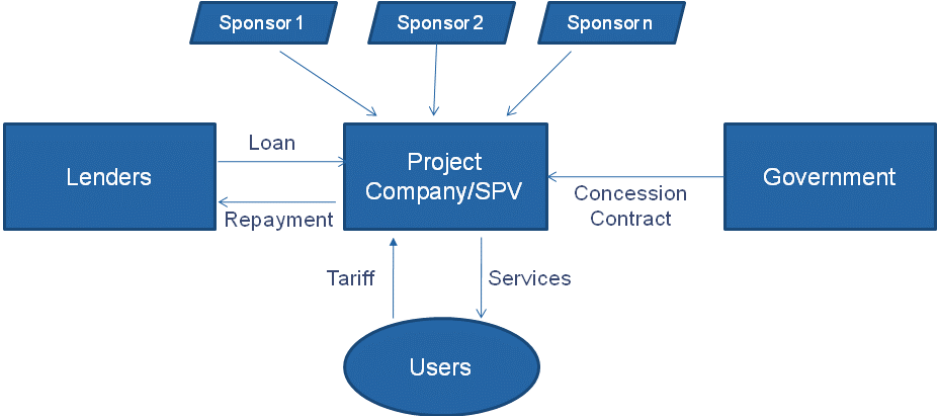 Sponsor 1
Sponsor 2
Sponsor n
Lenders
Loan
Repayment
Project
Company/SPV
Concession
Contract
Government
Tariff
Services
Users